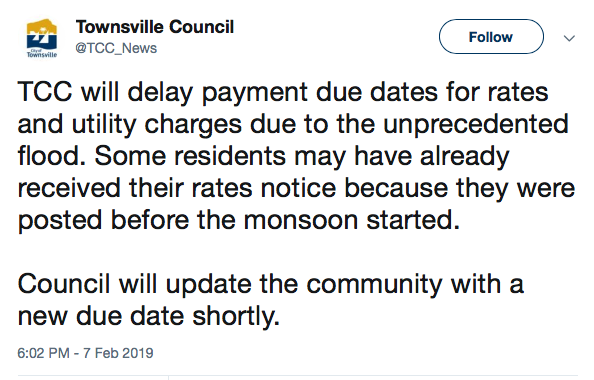 Townsville Council
@TCC_News
Follow
City of
Townsville
TCC will delay payment due dates for rates
and utility charges due to the unprecedented
flood. Some residents may have already
received their rates notice because they were
posted before the monsoon started.
Council will update the community with a
new due date shortly.
6:02 PM - 7 Feb 2019